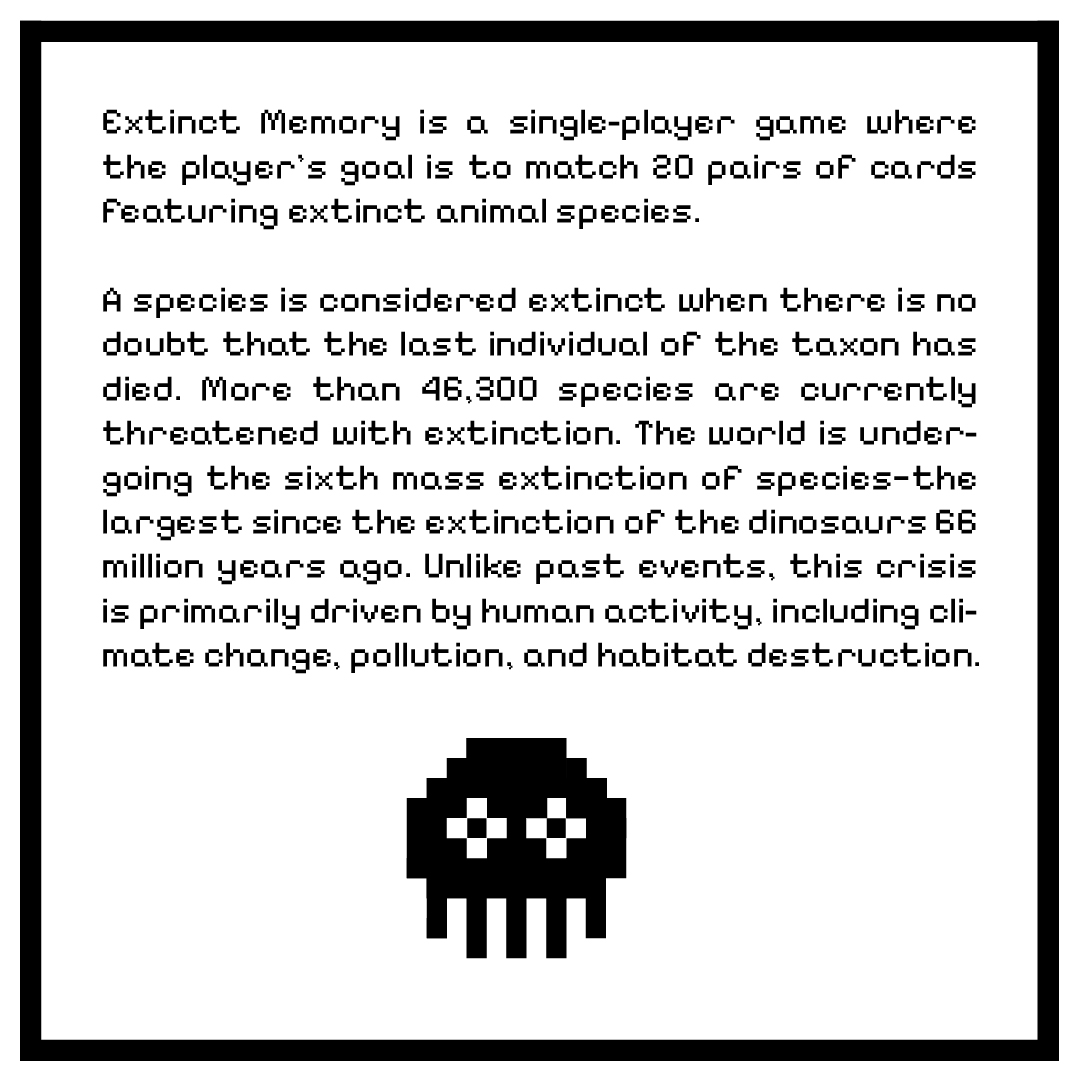 Extinct Memory is a single-player game where
the player's goal is to match 20 pairs of cards
featuring extinct animal species.
A species is considered extinct when there is no
doubt that the last individual of the taxon has
died. More than 46,300 species are currently
threatened with extinction. The world is under-
going the sixth mass extinction of species–the
largest since the extinction of the dinosaurs 66
million years ago. Unlike past events, this crisis
is primarily driven by human activity, including cli-
mate change, pollution, and habitat destruction.